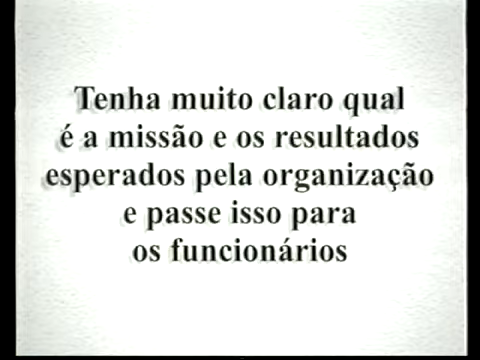 Tenha muito claro qual
é a missão e os resultados
esperados pela organização
e passe isso para
os funcionários